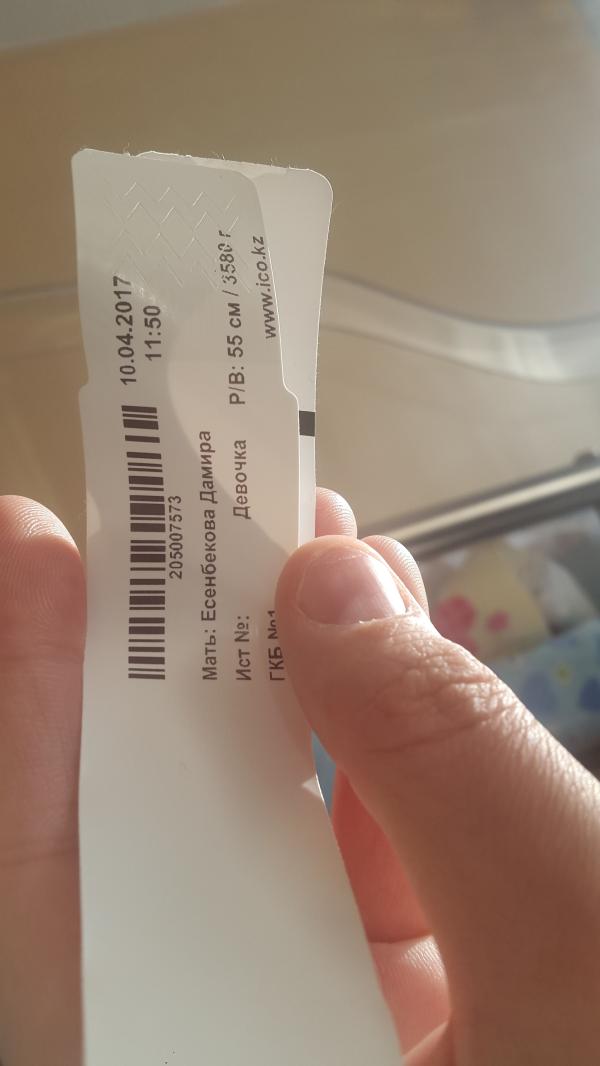 10.04.2017
11:50
205007573
Мать: Есенбекова Дамира
Ист №: Девочка Р/В: 55 см / 3580 г
ГКБ №1 www.ico.kz